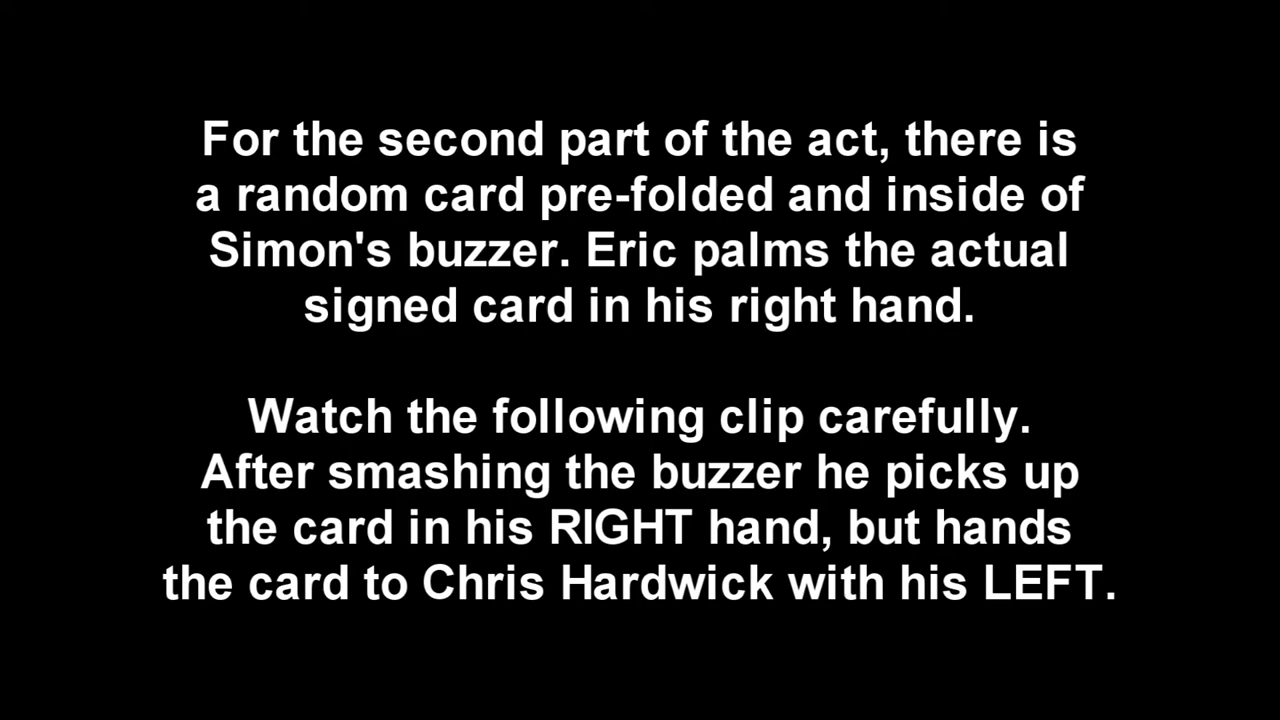 For the second part of the act, there is
a random card pre-folded and inside of
Simon's buzzer. Eric palms the actual
signed card in his right hand.
Watch the following clip carefully.
After smashing the buzzer he picks up
the card in his RIGHT hand, but hands
the card to Chris Hardwick with his LEFT.